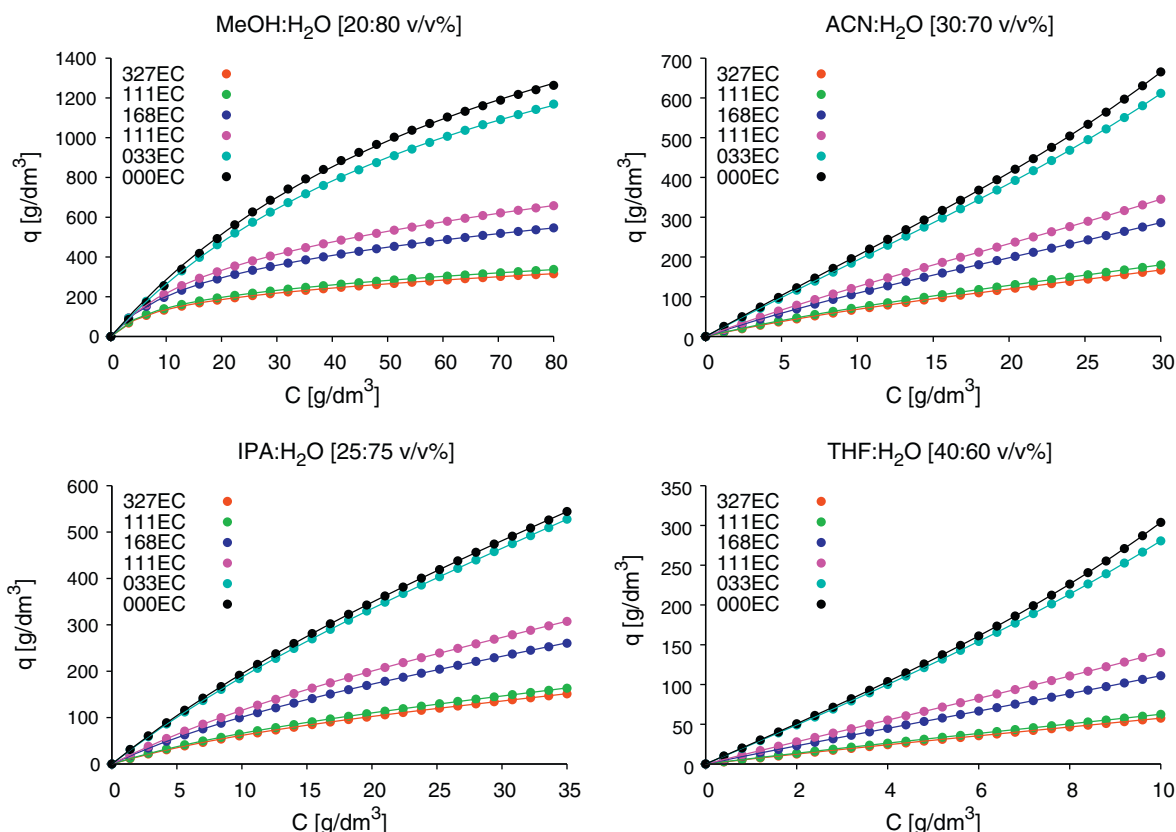 MeOH:H₂O [20:80 v/v%]
1400
1200
1000
800
600
400
200
0
q [g/dm³]
327EC
111EC
168EC
111EC
033EC
000EC
0 10 20 30 40 50 60 70 80
C [g/dm³]
ACN:H₂O [30:70 v/v%]
700
600
500
400
300
200
100
0
q [g/dm³]
327EC
111EC
168EC
111EC
033EC
000EC
0 5 10 15 20 25 30
C [g/dm³]
IPA:H₂O [25:75 v/v%]
600
500
400
300
200
100
0
q [g/dm³]
327EC
111EC
168EC
111EC
033EC
000EC
0 5 10 15 20 25 30 35
C [g/dm³]
THF:H₂O [40:60 v/v%]
350
300
250
200
150
100
50
0
q [g/dm³]
327EC
111EC
168EC
111EC
033EC
000EC
0 2 4 6 8 10
C [g/dm³]